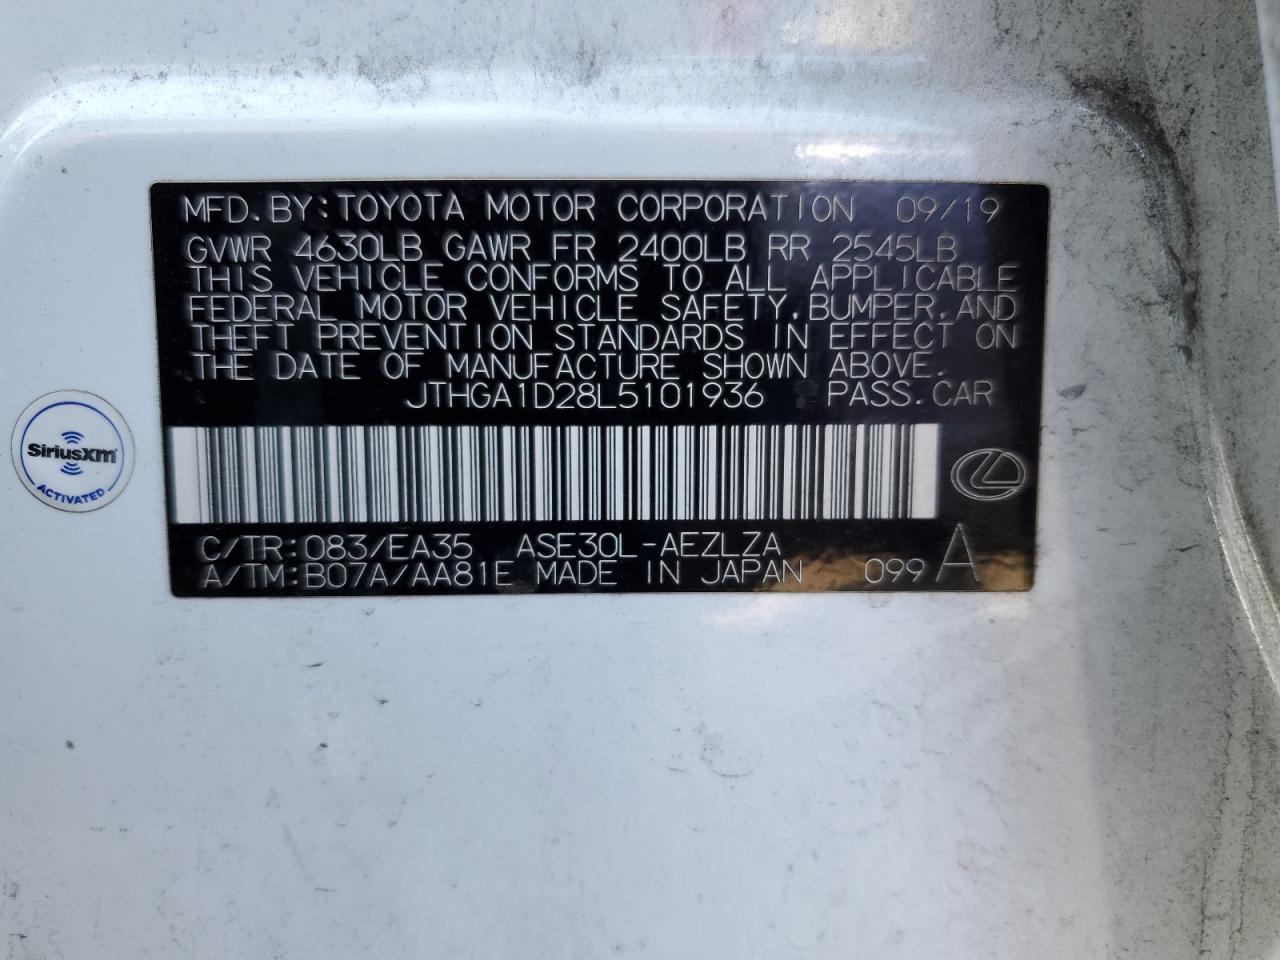 MFD.BY:TOYOTA MOTOR CORPORATION 09/19
GVWR 4630LB GAWR FR 2400LB RR 2545LB
THIS VEHICLE CONFORMS TO ALL APPLICABLE
FEDERAL MOTOR VEHICLE SAFETY,BUMPER,AND
THEFT PREVENTION STANDARDS IN EFFECT ON
THE DATE OF MANUFACTURE SHOWN ABOVE.
JTHGA1D28L5101936 PASS.CAR
SiriusXM
ACTIVATED
C/TR:083/EA35 ASE30L-AEZLZA
A/TM:B07A/AA81E MADE IN JAPAN 099 A